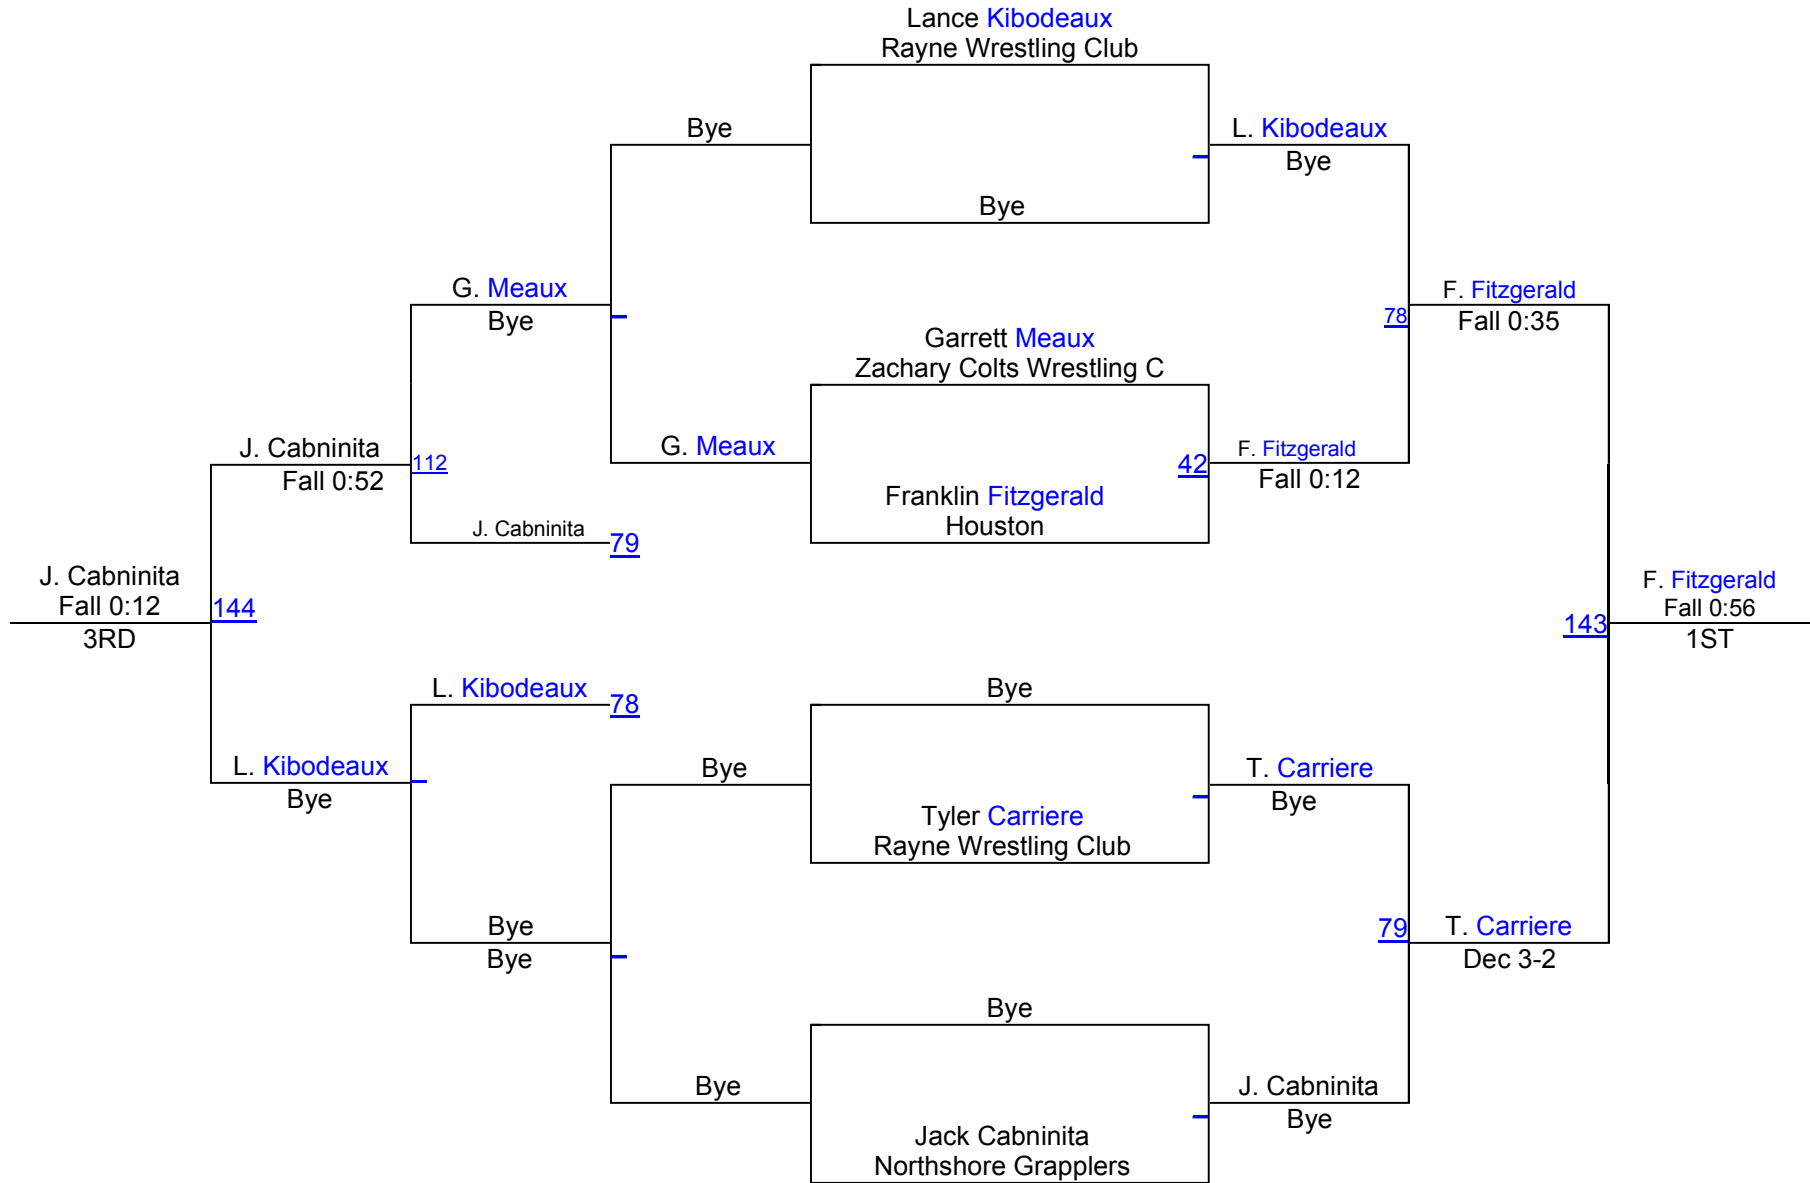 Lance Kibodeaux
Rayne Wrestling Club
Bye
L. Kibodeaux
Bye
Bye
G. Meaux
Bye
F. Fitzgerald
78
Fall 0:35
Garrett Meaux
Zachary Colts Wrestling C
J. Cabninita
112
Fall 0:52
G. Meaux
42
F. Fitzgerald
Fall 0:12
Franklin Fitzgerald
Houston
J. Cabninita
79
J. Cabninita
Fall 0:12
144
3RD
F. Fitzgerald
Fall 0:56
143
1ST
L. Kibodeaux
78
Bye
L. Kibodeaux
Bye
Bye
T. Carriere
Bye
Tyler Carriere
Rayne Wrestling Club
Bye
Bye
79
T. Carriere
Dec 3-2
Bye
Bye
J. Cabninita
Bye
Jack Cabninita
Northshore Grapplers